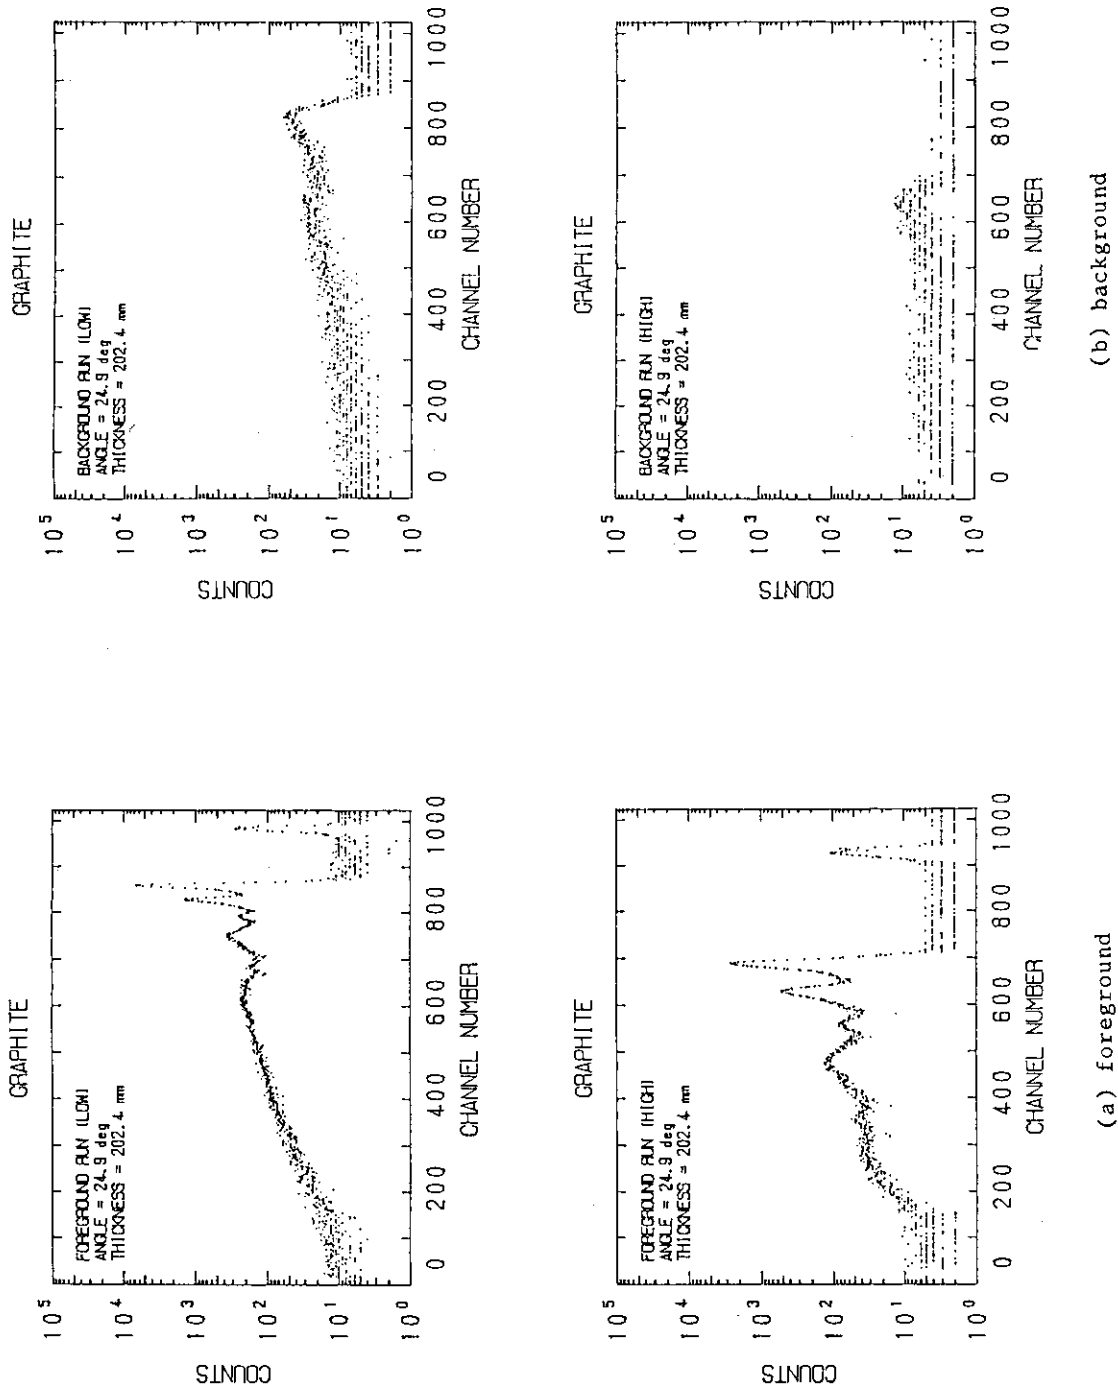 GRAPHITE
FOREGROUND RUN (LOW)
ANGLE = 24.9 deg
THICKNESS = 202.4 mm
COUNTS
10^5
10^4
10^3
10^2
10^1
10^0
0 200 400 600 800 1000
CHANNEL NUMBER
GRAPHITE
BACKGROUND RUN (LOW)
ANGLE = 24.9 deg
THICKNESS = 202.4 mm
COUNTS
10^5
10^4
10^3
10^2
10^1
10^0
0 200 400 600 800 1000
CHANNEL NUMBER
GRAPHITE
FOREGROUND RUN (HIGH)
ANGLE = 24.9 deg
THICKNESS = 202.4 mm
COUNTS
10^5
10^4
10^3
10^2
10^1
10^0
0 200 400 600 800 1000
CHANNEL NUMBER
(a) foreground
GRAPHITE
BACKGROUND RUN (HIGH)
ANGLE = 24.9 deg
THICKNESS = 202.4 mm
COUNTS
10^5
10^4
10^3
10^2
10^1
10^0
0 200 400 600 800 1000
CHANNEL NUMBER
(b) background